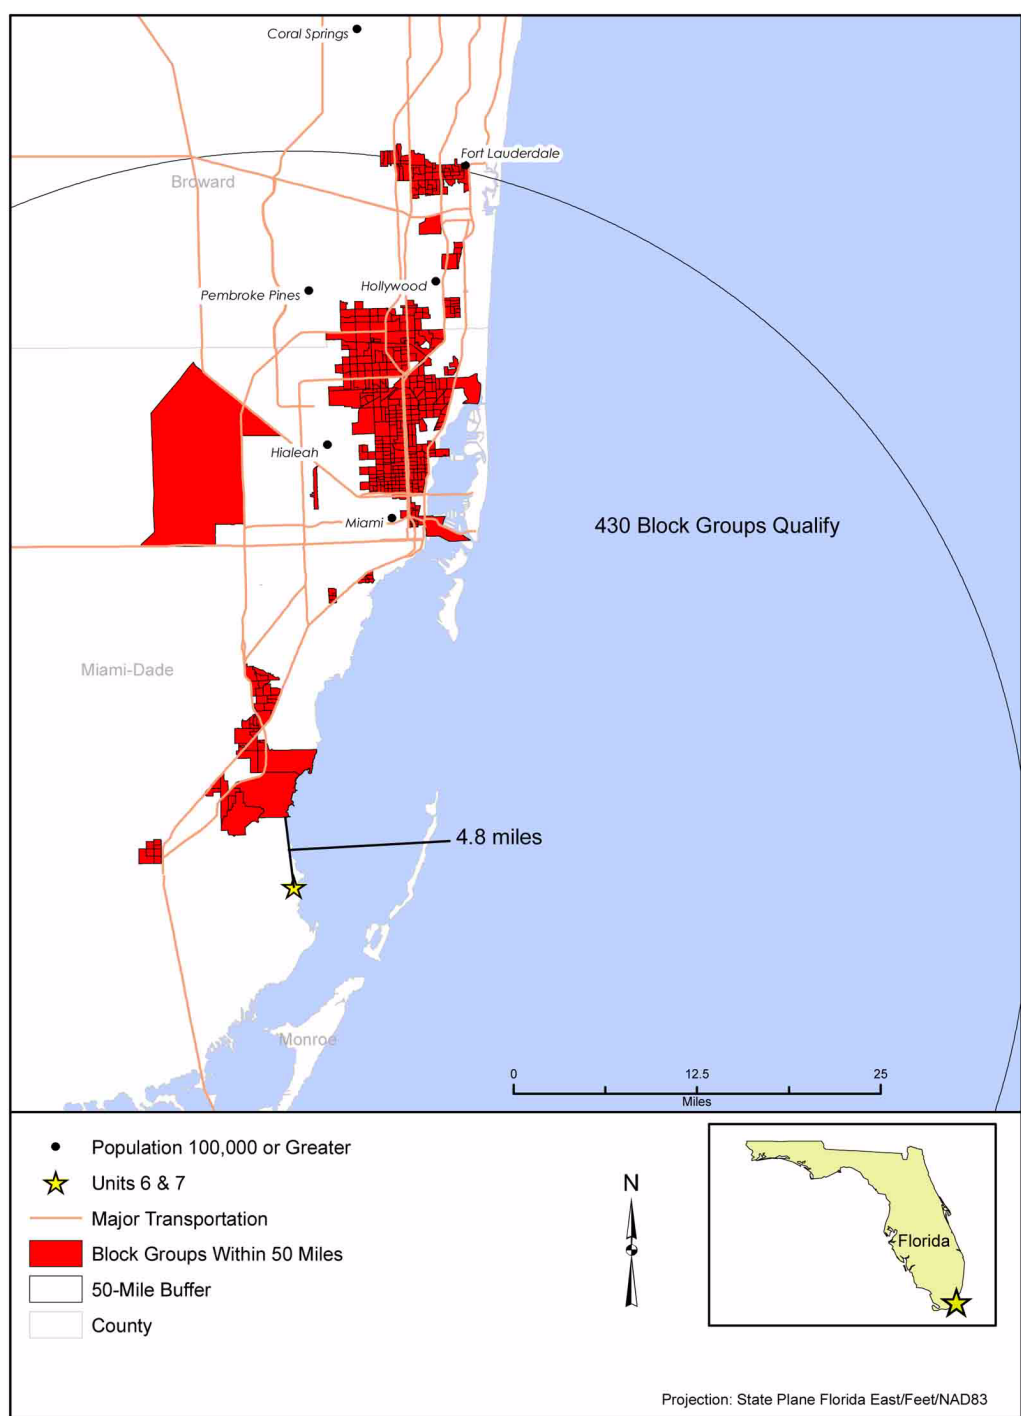 Coral Springs
Fort Lauderdale
Broward
Hollywood
Pembroke Pines
Hialeah
Miami
430 Block Groups Qualify
Miami-Dade
4.8 miles
Monroe
0 12.5 25
Miles
Population 100,000 or Greater
Units 6 & 7
Major Transportation
Block Groups Within 50 Miles
50-Mile Buffer
County
N
Florida
Projection: State Plane Florida East/Feet/NAD83